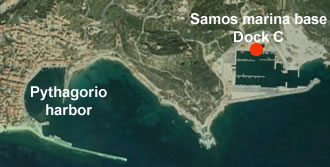 Samos marina base
Dock C
Pythagorio
harbor